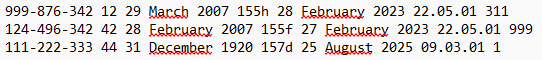 999-876-342 12 29 March 2007 155h 28 February 2023 22.05.01 311
124-496-342 42 28 February 2007 155f 27 February 2023 22.05.01 999
111-222-333 44 31 December 1920 157d 25 August 2025 09.03.01 1